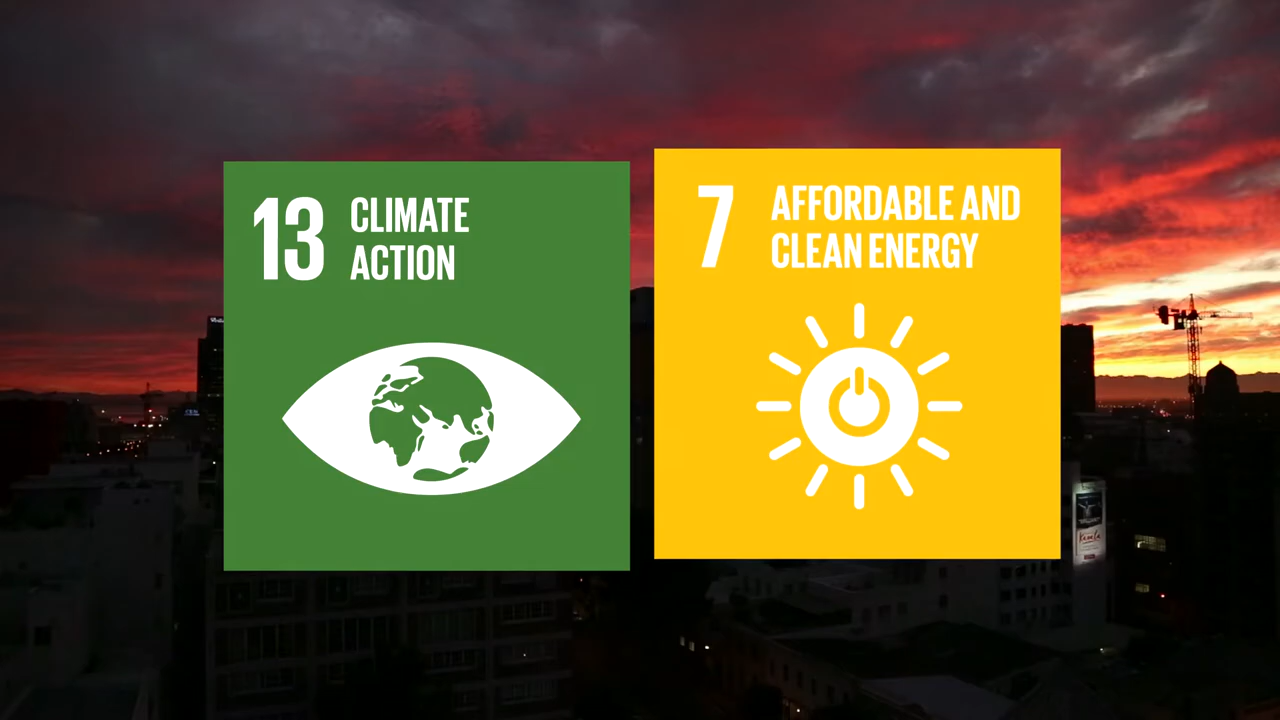 13
CLIMATE
ACTION
7
AFFORDABLE AND
CLEAN ENERGY